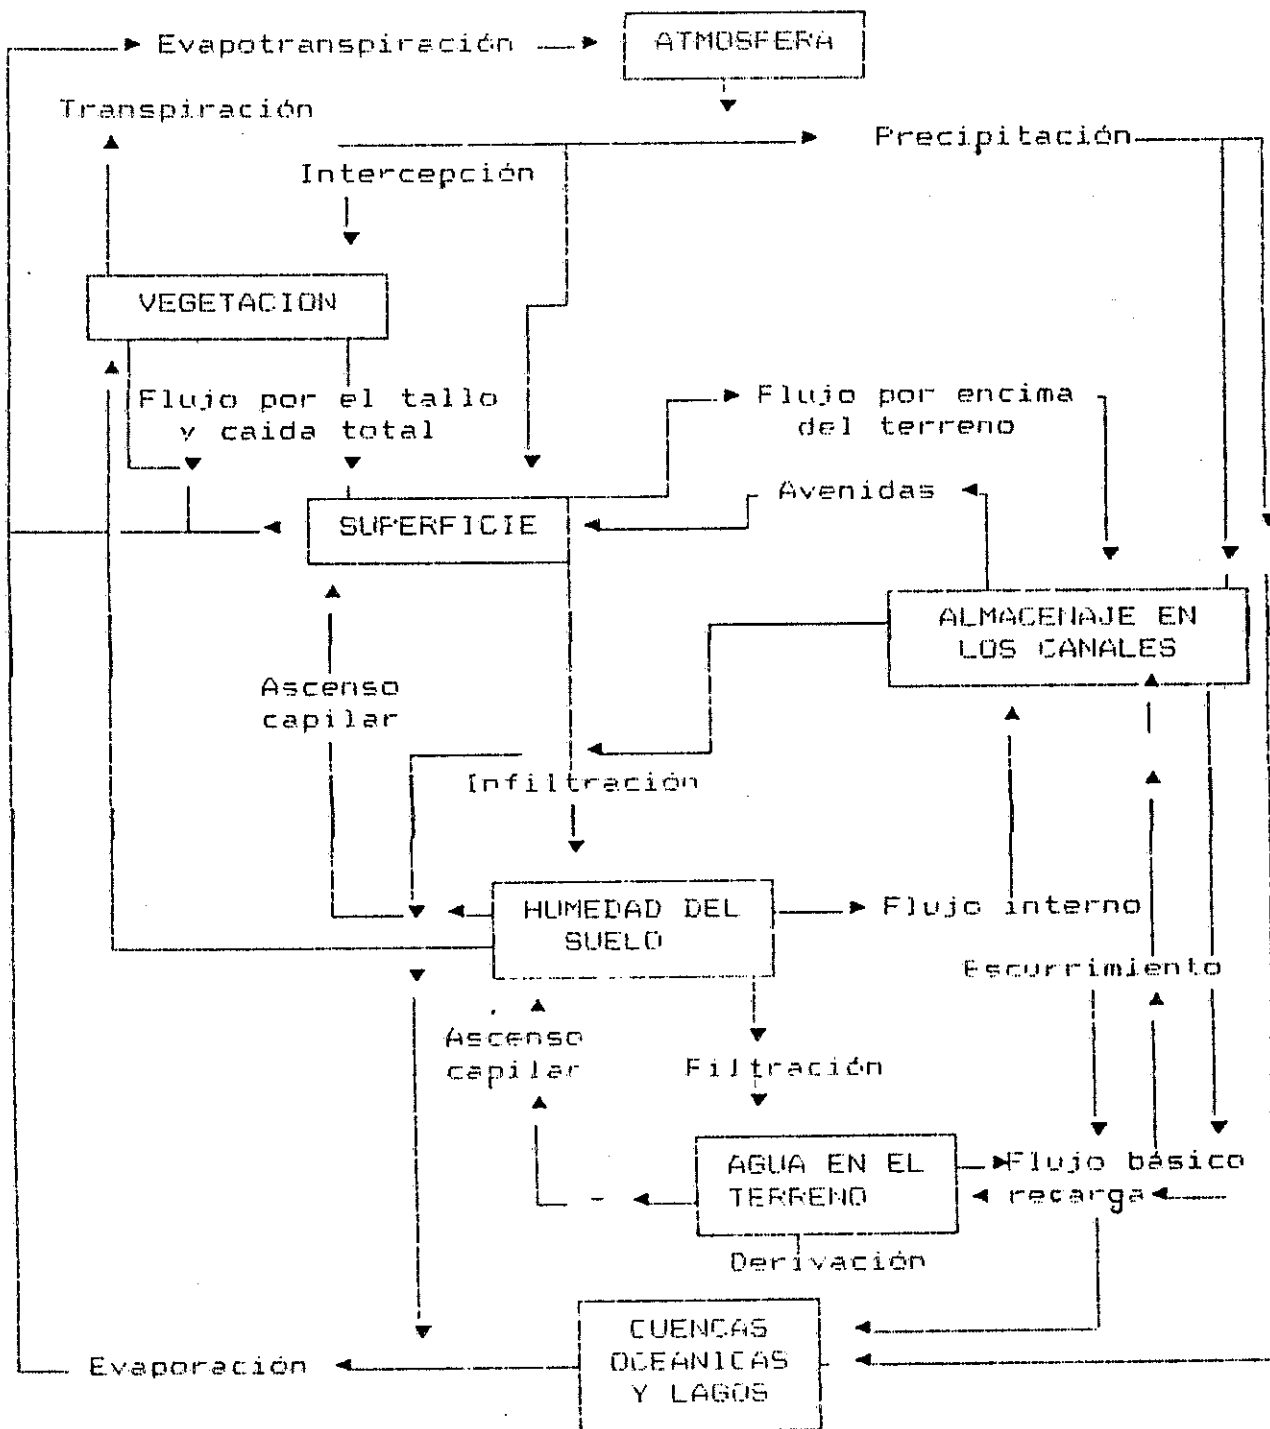 Evapotranspiración
ATMOSFERA
Transpiración
Precipitación
Intercepción
VEGETACION
Flujo por el tallo
y caida total
Flujo por encima
del terreno
Avenidas
SUPERFICIE
ALMACENAJE EN
LOS CANALES
Ascenso
capilar
Infiltración
HUMEDAD DEL
SUELO
Flujo interno
Escurrimiento
Ascenso
capilar
Filtración
AGUA EN EL
TERRENO
Flujo básico
recarga
Derivación
CUENCAS
OCEANICAS
Y LAGOS
Evaporación